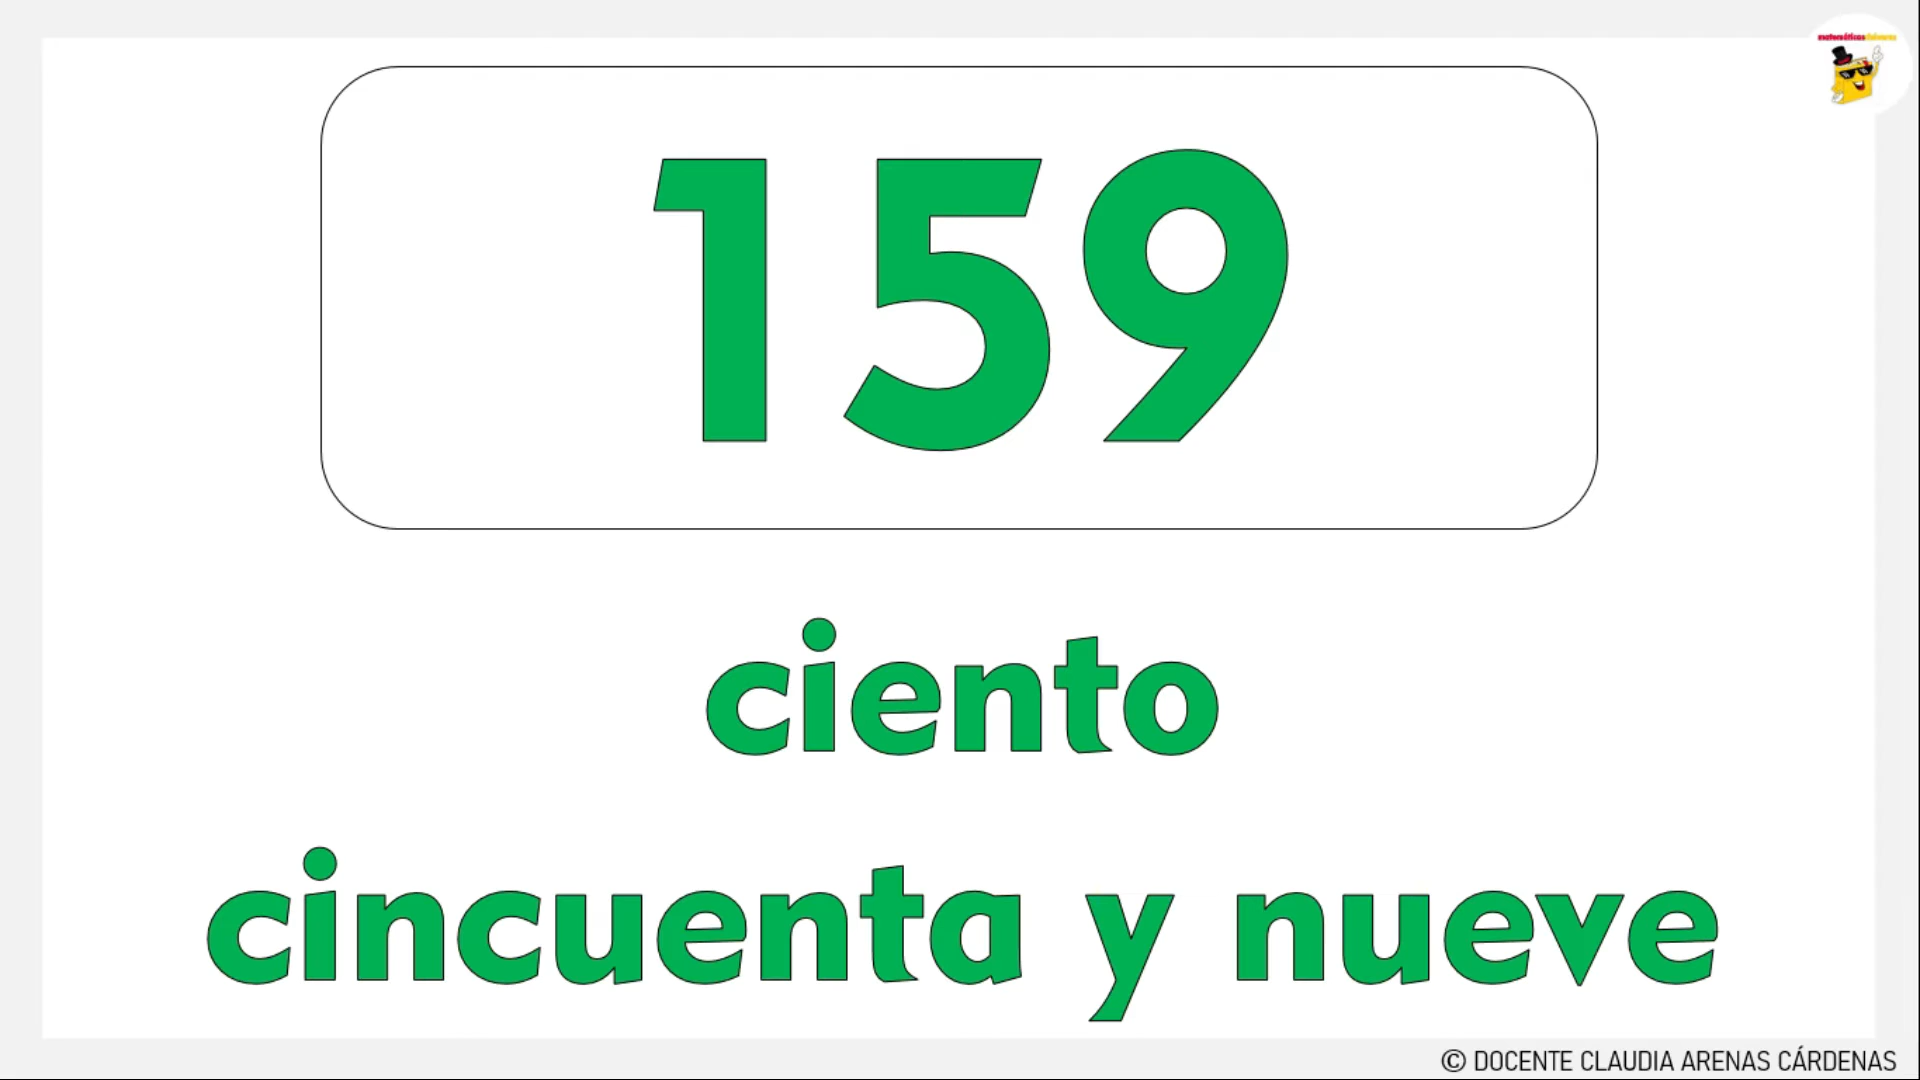 159
ciento
cincuenta y nueve
© DOCENTE CLAUDIA ARENAS CÁRDENAS